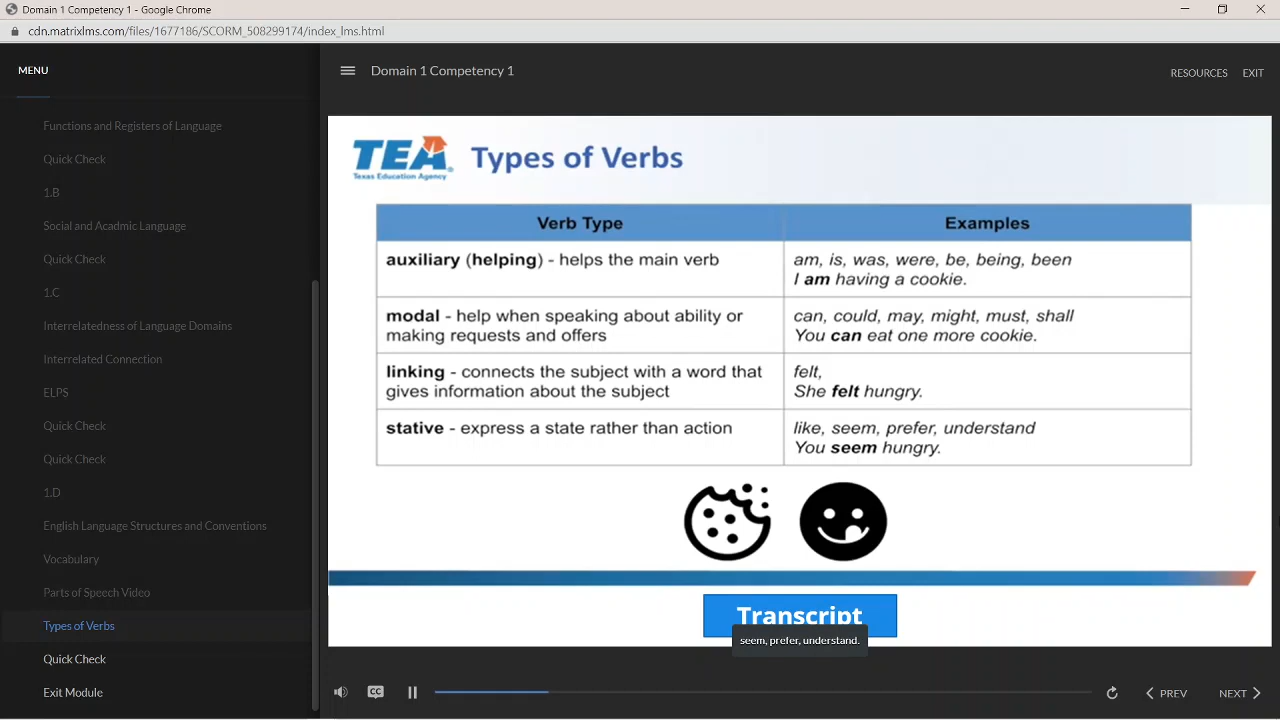 Domain 1 Competency 1 - Google Chrome
cdn.matrixlms.com/files/1677186/SCORM_508299174/index_lms.html
MENU
Functions and Registers of Language
Quick Check
1.B
Social and Acadmic Language
Quick Check
1.C
Interrelatedness of Language Domains
Interrelated Connection
ELPS
Quick Check
Quick Check
1.D
English Language Structures and Conventions
Vocabulary
Parts of Speech Video
Types of Verbs
Quick Check
Exit Module
Domain 1 Competency 1
RESOURCES EXIT
TEA
Texas Education Agency
Types of Verbs
Verb Type
Examples
auxiliary (helping) - helps the main verb
am, is, was, were, be, being, been
I am having a cookie.
modal - help when speaking about ability or
making requests and offers
can, could, may, might, must, shall
You can eat one more cookie.
linking - connects the subject with a word that
gives information about the subject
felt,
She felt hungry.
stative - express a state rather than action
like, seem, prefer, understand
You seem hungry.
Transcript
seem, prefer, understand.
CC
PREV NEXT